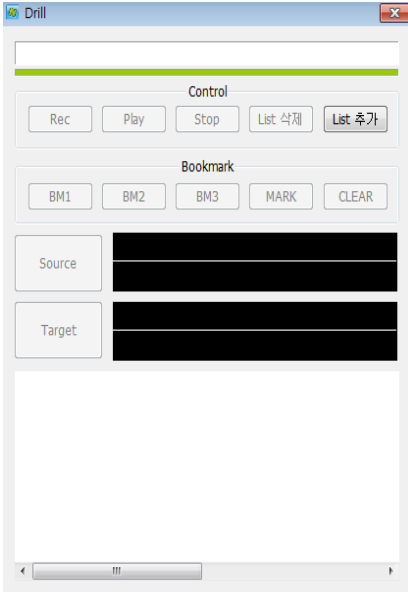 Drill
Control
Rec Play Stop List 삭제 List 추가
Bookmark
BM1 BM2 BM3 MARK CLEAR
Source
Target